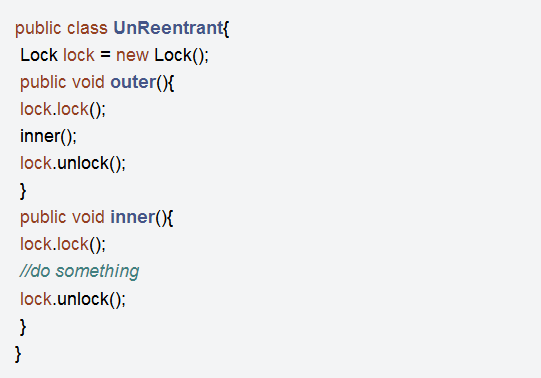 public class UnReentrant{
Lock lock = new Lock();
public void outer(){
lock.lock();
inner();
lock.unlock();
}
public void inner(){
lock.lock();
//do something
lock.unlock();
}
}